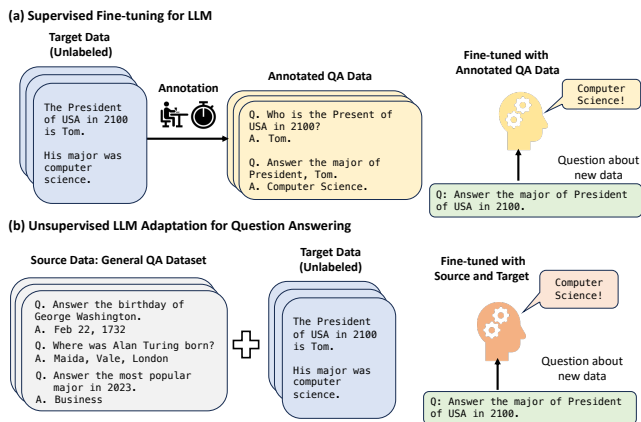 (a) Supervised Fine-tuning for LLM
Target Data
(Unlabeled)
The President
of USA in 2100
is Tom.
His major was
computer
science.
Annotation
Annotated QA Data
Q. Who is the Present of
USA in 2100?
A. Tom.
Q. Answer the major of
President, Tom.
A. Computer Science.
Fine-tuned with
Annotated QA Data
Computer
Science!
Question about
new data
Q: Answer the major of President
of USA in 2100.
(b) Unsupervised LLM Adaptation for Question Answering
Source Data: General QA Dataset
Q. Answer the birthday of
George Washington.
A. Feb 22, 1732
Q. Where was Alan Turing born?
A. Maida, Vale, London
Q. Answer the most popular
major in 2023.
A. Business
Target Data
(Unlabeled)
The President
of USA in 2100
is Tom.
His major was
computer
science.
Fine-tuned with
Source and Target
Computer
Science!
Question about
new data
Q: Answer the major of President
of USA in 2100.